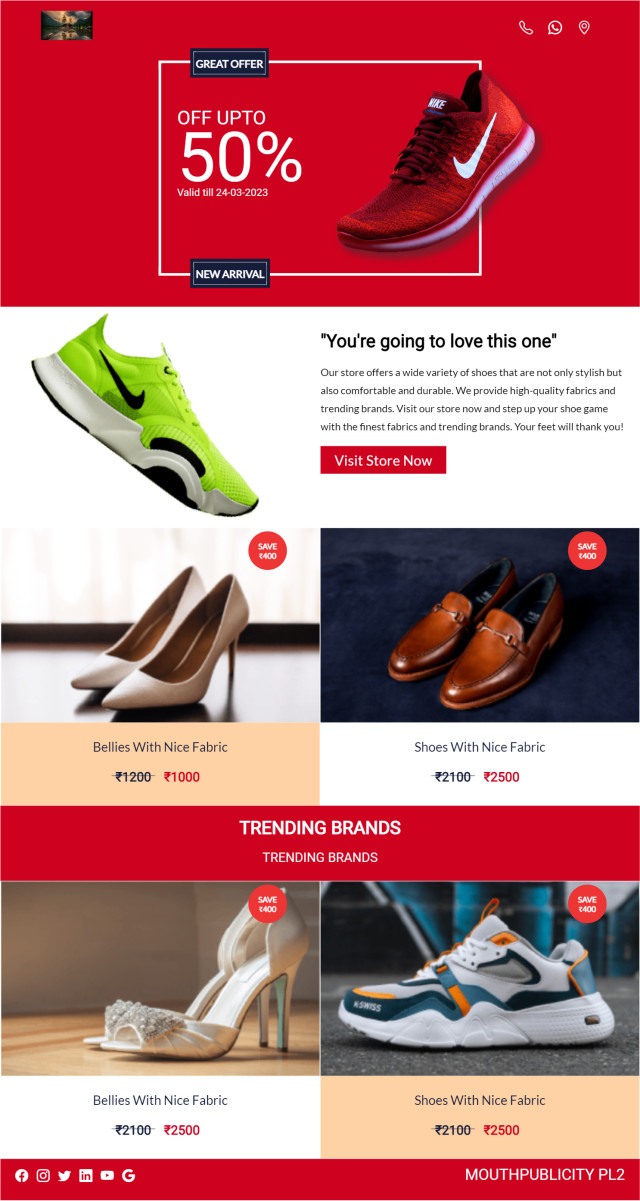 GREAT OFFER
OFF UPTO
50%
Valid till 24-03-2023
NIKE
NEW ARRIVAL
"You're going to love this one"
Our store offers a wide variety of shoes that are not only stylish but
also comfortable and durable. We provide high-quality fabrics and
trending brands. Visit our store now and step up your shoe game
with the finest fabrics and trending brands. Your feet will thank you!
Visit Store Now
SAVE
₹400
SAVE
₹400
Bellies With Nice Fabric
₹1200 ₹1000
Shoes With Nice Fabric
₹2100 ₹2500
TRENDING BRANDS
TRENDING BRANDS
SAVE
₹400
SAVE
₹400
K-SWISS
Bellies With Nice Fabric
₹2100 ₹2500
Shoes With Nice Fabric
₹2100 ₹2500
MOUTHPUBLICITY PL2